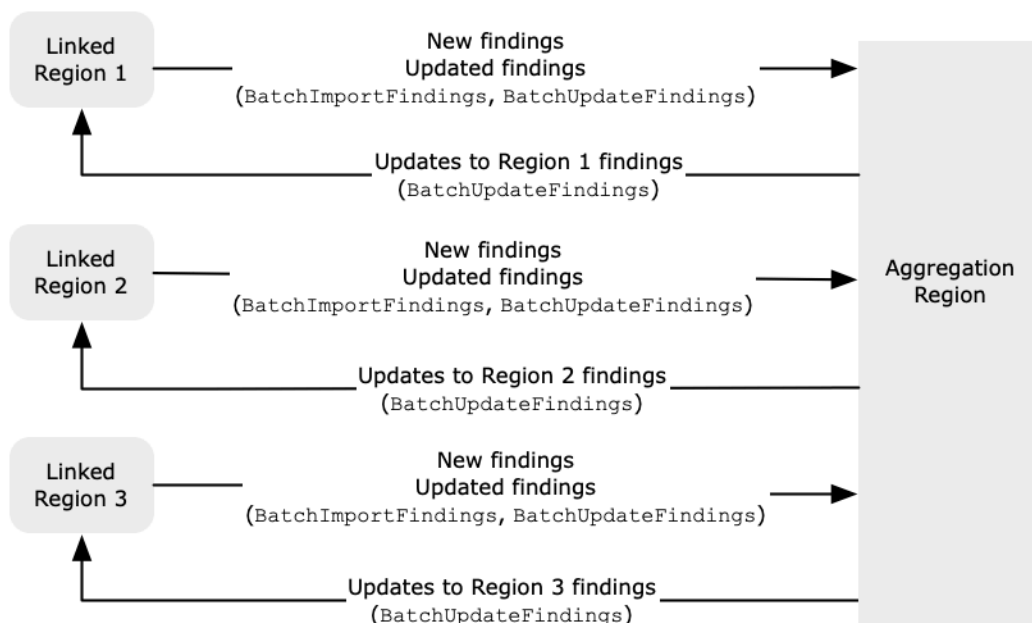 Linked
Region 1
New findings
Updated findings
(BatchImportFindings, BatchUpdateFindings)
Updates to Region 1 findings
(BatchUpdateFindings)
Linked
Region 2
New findings
Updated findings
(BatchImportFindings, BatchUpdateFindings)
Aggregation
Region
Updates to Region 2 findings
(BatchUpdateFindings)
Linked
Region 3
New findings
Updated findings
(BatchImportFindings, BatchUpdateFindings)
Updates to Region 3 findings
(BatchUpdateFindings)